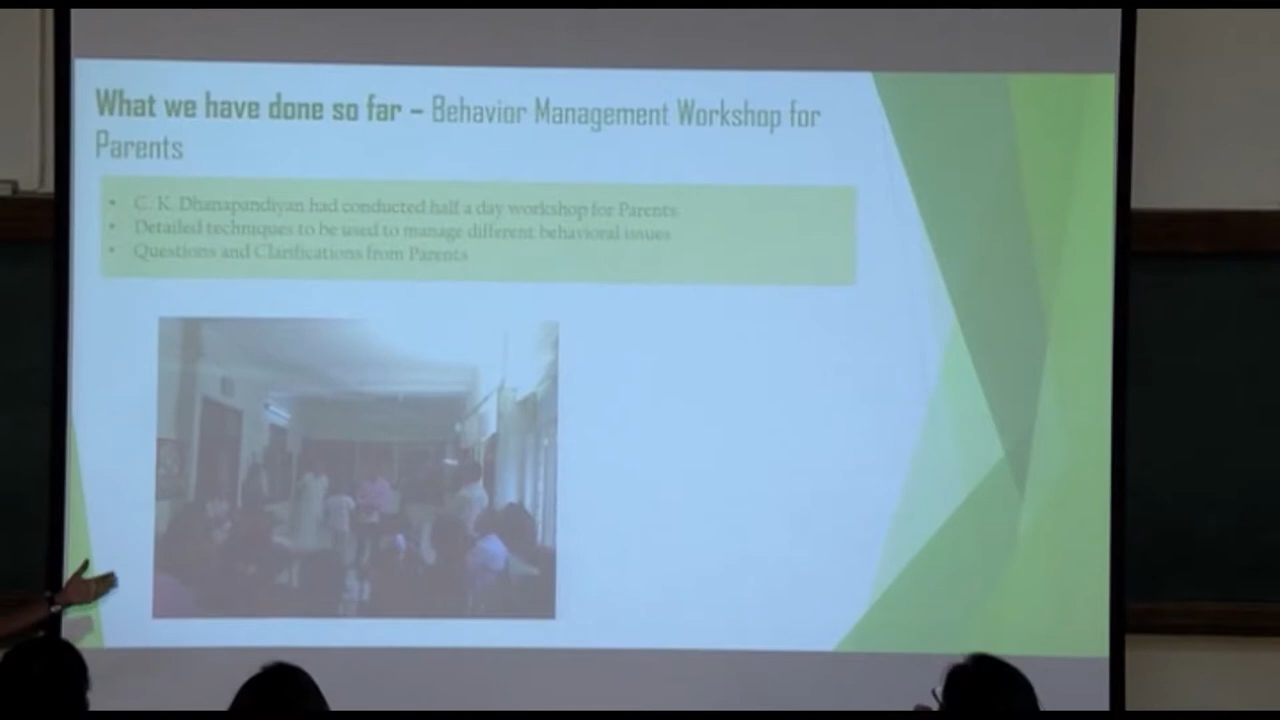 What we have done so far – Behavior Management Workshop for
Parents
• C. K. Dhanapandiyan had conducted half a day workshop for Parents.
• Detailed techniques to be used to manage different behavioral issues
• Questions and Clarifications from Parents